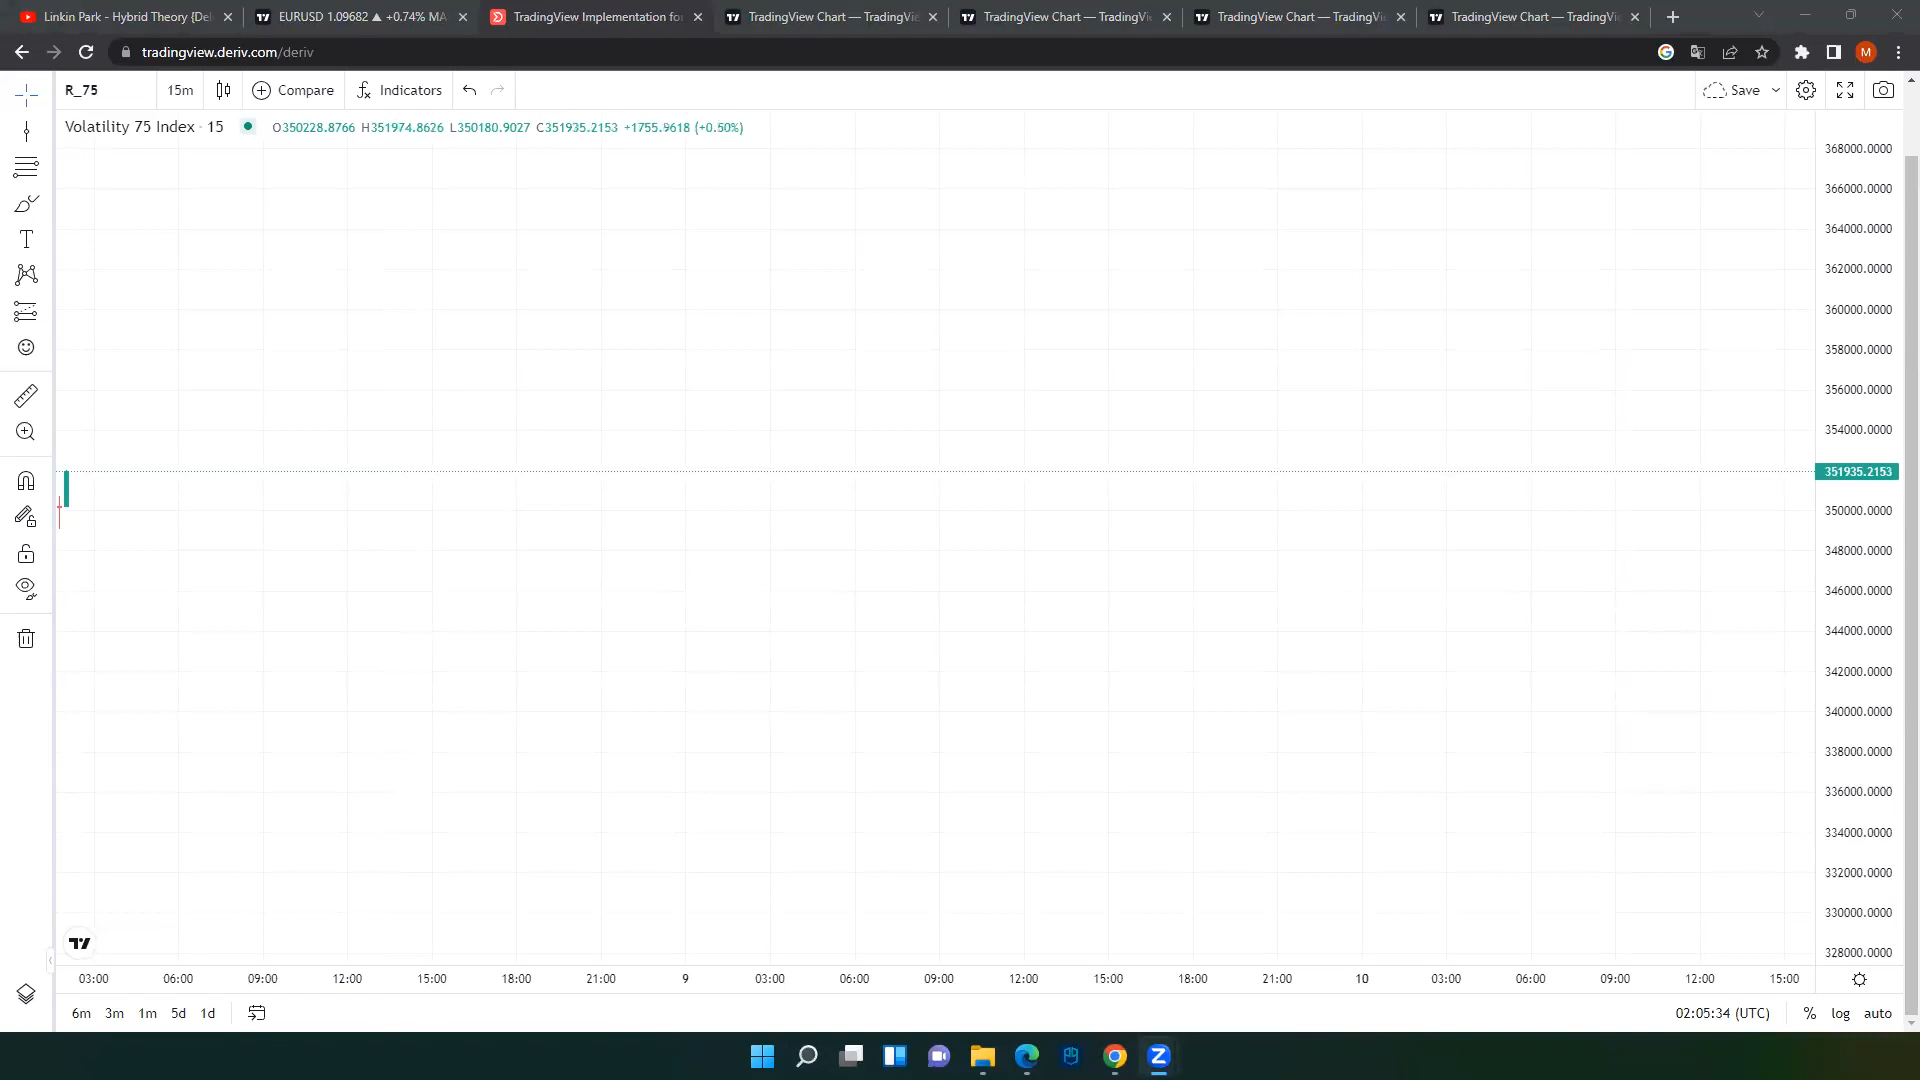 Linkin Park - Hybrid Theory {Del
EURUSD 1.09682 ▲ +0.74% MA
TradingView Implementation fo
TradingView Chart — TradingVi
TradingView Chart — TradingVi
TradingView Chart — TradingVi
TradingView Chart — TradingVi
tradingview.deriv.com/deriv
M
R_75
15m
Compare
Indicators
Save
Volatility 75 Index · 15
O350228.8766 H351974.8626 L350180.9027 C351935.2153 +1755.9618 (+0.50%)
368000.0000
366000.0000
364000.0000
362000.0000
360000.0000
358000.0000
356000.0000
354000.0000
351935.2153
350000.0000
348000.0000
346000.0000
344000.0000
342000.0000
340000.0000
338000.0000
336000.0000
334000.0000
332000.0000
330000.0000
328000.0000
03:00 06:00 09:00 12:00 15:00 18:00 21:00 9 03:00 06:00 09:00 12:00 15:00 18:00 21:00 10 03:00 06:00 09:00 12:00 15:00
6m 3m 1m 5d 1d
02:05:34 (UTC)
% log auto